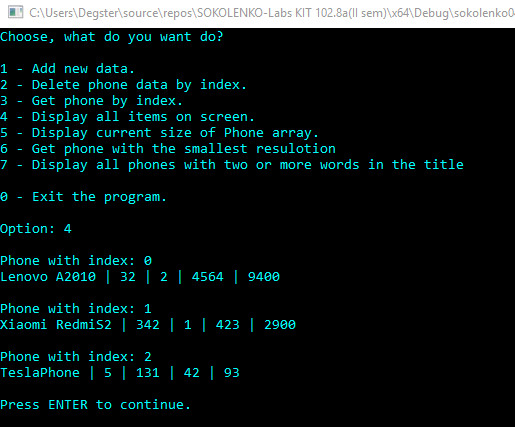 C:\Users\Degster\source\repos\SOKOLENKO-Labs KIT 102.8a(II sem)\x64\Debug\sokolenko0
Choose, what do you want do?
1 - Add new data.
2 - Delete phone data by index.
3 - Get phone by index.
4 - Display all items on screen.
5 - Display current size of Phone array.
6 - Get phone with the smallest resulotion
7 - Display all phones with two or more words in the title
0 - Exit the program.
Option: 4
Phone with index: 0
Lenovo A2010 | 32 | 2 | 4564 | 9400
Phone with index: 1
Xiaomi RedmiS2 | 342 | 1 | 423 | 2900
Phone with index: 2
TeslaPhone | 5 | 131 | 42 | 93
Press ENTER to continue.